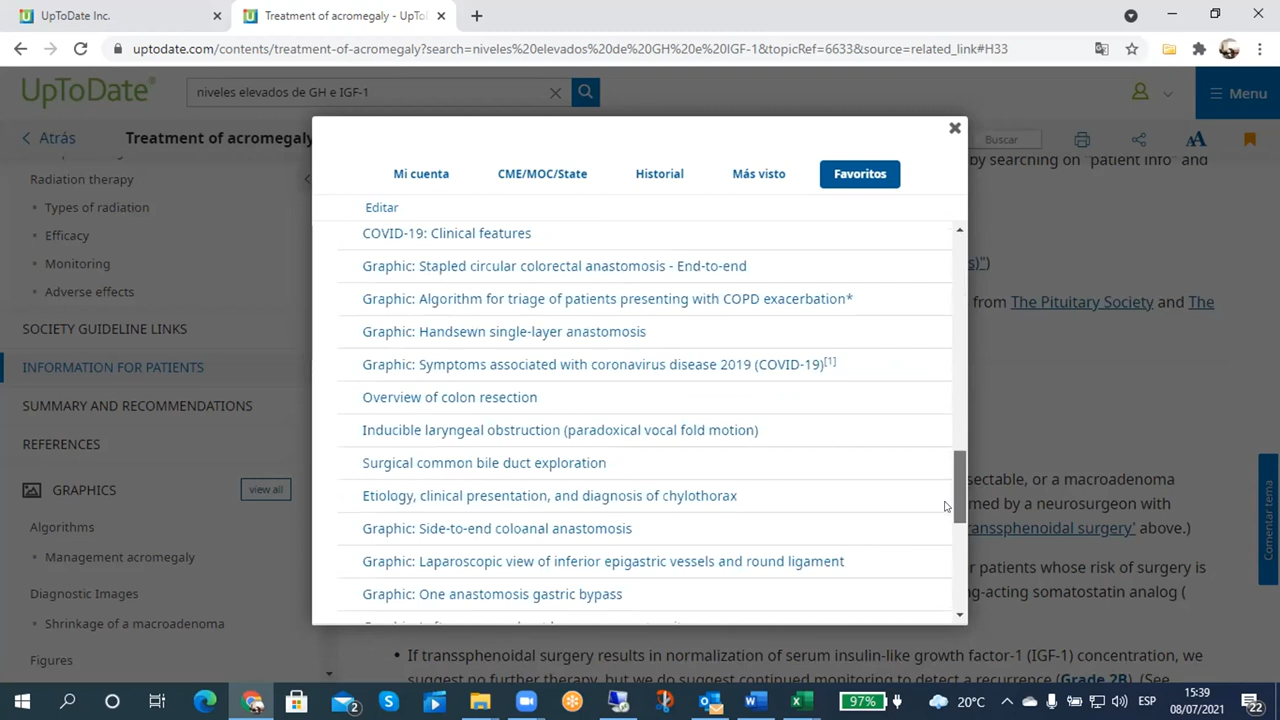 UpToDate Inc.
Treatment of acromegaly - UpToD
uptodate.com/contents/treatment-of-acromegaly?search=niveles%20elevados%20de%20GH%20e%20IGF-1&topicRef=6633&source=related_link#H33
UpToDate®
niveles elevados de GH e IGF-1
Menu
Atrás
Treatment of acromegaly
Buscar
AA
by searching on "patient info" and
Radiation therapy
Types of radiation
Efficacy
Monitoring
Adverse effects
SOCIETY GUIDELINE LINKS
INFORMATION FOR PATIENTS
SUMMARY AND RECOMMENDATIONS
REFERENCES
GRAPHICS
view all
Algorithms
Management acromegaly
Diagnostic Images
Shrinkage of a macroadenoma
Figures
Mi cuenta
CME/MOC/State
Historial
Más visto
Favoritos
Editar
COVID-19: Clinical features
Graphic: Stapled circular colorectal anastomosis - End-to-end
Graphic: Algorithm for triage of patients presenting with COPD exacerbation*
Graphic: Handsewn single-layer anastomosis
Graphic: Symptoms associated with coronavirus disease 2019 (COVID-19)[1]
Overview of colon resection
Inducible laryngeal obstruction (paradoxical vocal fold motion)
Surgical common bile duct exploration
Etiology, clinical presentation, and diagnosis of chylothorax
Graphic: Side-to-end coloanal anastomosis
Graphic: Laparoscopic view of inferior epigastric vessels and round ligament
Graphic: One anastomosis gastric bypass
s)")
from The Pituitary Society and The
sectable, or a macroadenoma
med by a neurosurgeon with
ranssphenoidal surgery' above.)
r patients whose risk of surgery is
ng-acting somatostatin analog (
• If transsphenoidal surgery results in normalization of serum insulin-like growth factor-1 (IGF-1) concentration, we
suggest no further therapy, but we do suggest continued monitoring to detect a recurrence (Grade 2B). (See
Comentar tema
2
97%
20°C
ESP
15:39
08/07/2021
22